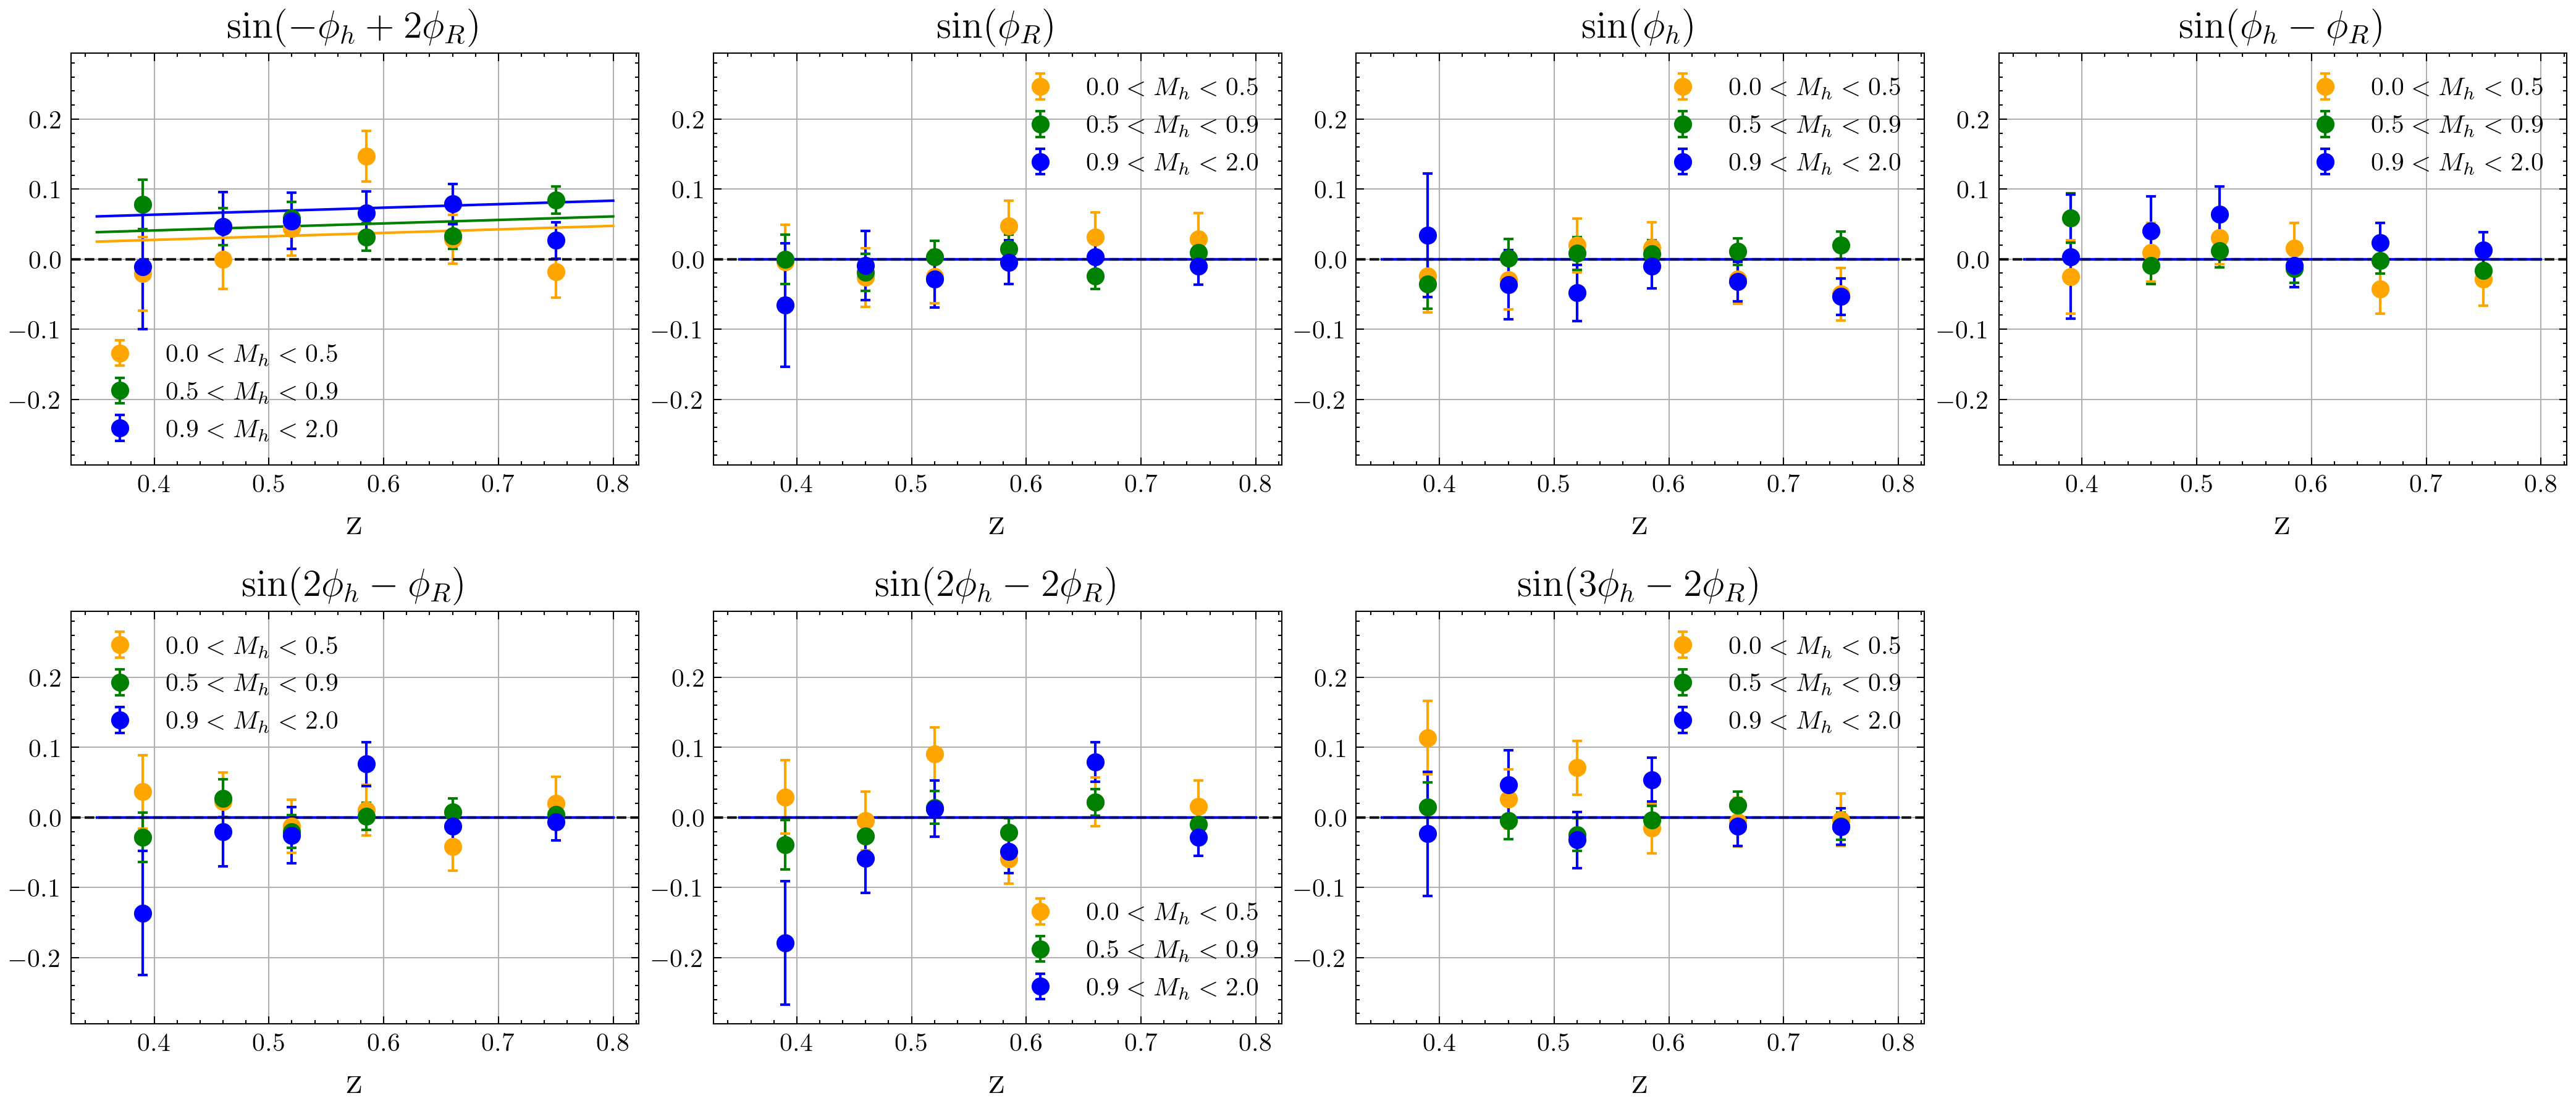 sin(−ϕ_h + 2ϕ_R)
0.2
0.1
0.0
−0.1
−0.2
0.0 < M_h < 0.5
0.5 < M_h < 0.9
0.9 < M_h < 2.0
0.4 0.5 0.6 0.7 0.8
z
sin(ϕ_R)
0.0 < M_h < 0.5
0.5 < M_h < 0.9
0.9 < M_h < 2.0
0.2
0.1
0.0
−0.1
−0.2
0.4 0.5 0.6 0.7 0.8
z
sin(ϕ_h)
0.0 < M_h < 0.5
0.5 < M_h < 0.9
0.9 < M_h < 2.0
0.2
0.1
0.0
−0.1
−0.2
0.4 0.5 0.6 0.7 0.8
z
sin(ϕ_h − ϕ_R)
0.0 < M_h < 0.5
0.5 < M_h < 0.9
0.9 < M_h < 2.0
0.2
0.1
0.0
−0.1
−0.2
0.4 0.5 0.6 0.7 0.8
z
sin(2ϕ_h − ϕ_R)
0.0 < M_h < 0.5
0.5 < M_h < 0.9
0.9 < M_h < 2.0
0.2
0.1
0.0
−0.1
−0.2
0.4 0.5 0.6 0.7 0.8
z
sin(2ϕ_h − 2ϕ_R)
0.2
0.1
0.0
−0.1
−0.2
0.0 < M_h < 0.5
0.5 < M_h < 0.9
0.9 < M_h < 2.0
0.4 0.5 0.6 0.7 0.8
z
sin(3ϕ_h − 2ϕ_R)
0.0 < M_h < 0.5
0.5 < M_h < 0.9
0.9 < M_h < 2.0
0.2
0.1
0.0
−0.1
−0.2
0.4 0.5 0.6 0.7 0.8
z